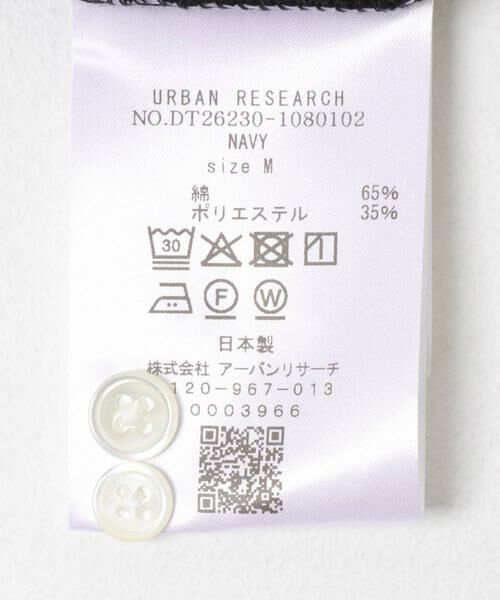 URBAN RESEARCH
NO.DT26230-1080102
NAVY
size M
綿 65%
ポリエステル 35%
30
F W
日本製
株式会社 アーバンリサーチ
120-967-013
0003966